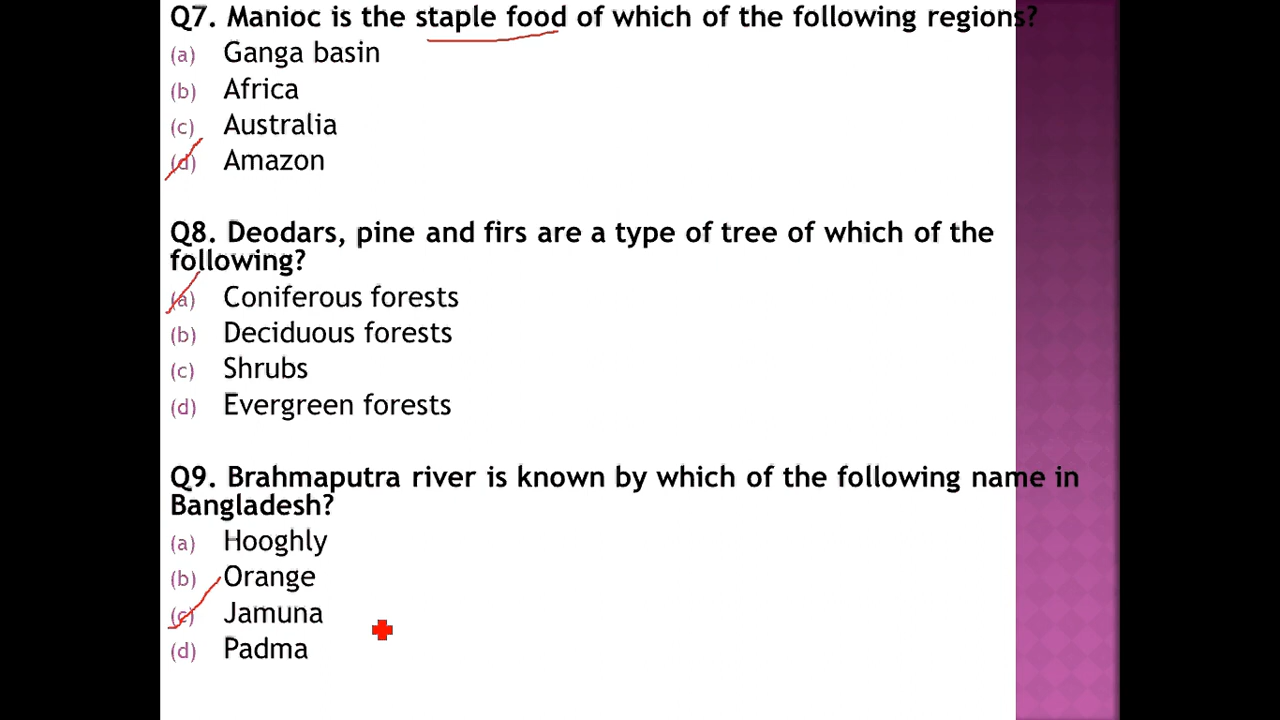 Q7. Manioc is the staple food of which of the following regions?
(a) Ganga basin
(b) Africa
(c) Australia
(d) Amazon
Q8. Deodars, pine and firs are a type of tree of which of the
following?
(a) Coniferous forests
(b) Deciduous forests
(c) Shrubs
(d) Evergreen forests
Q9. Brahmaputra river is known by which of the following name in
Bangladesh?
(a) Hooghly
(b) Orange
(c) Jamuna
(d) Padma